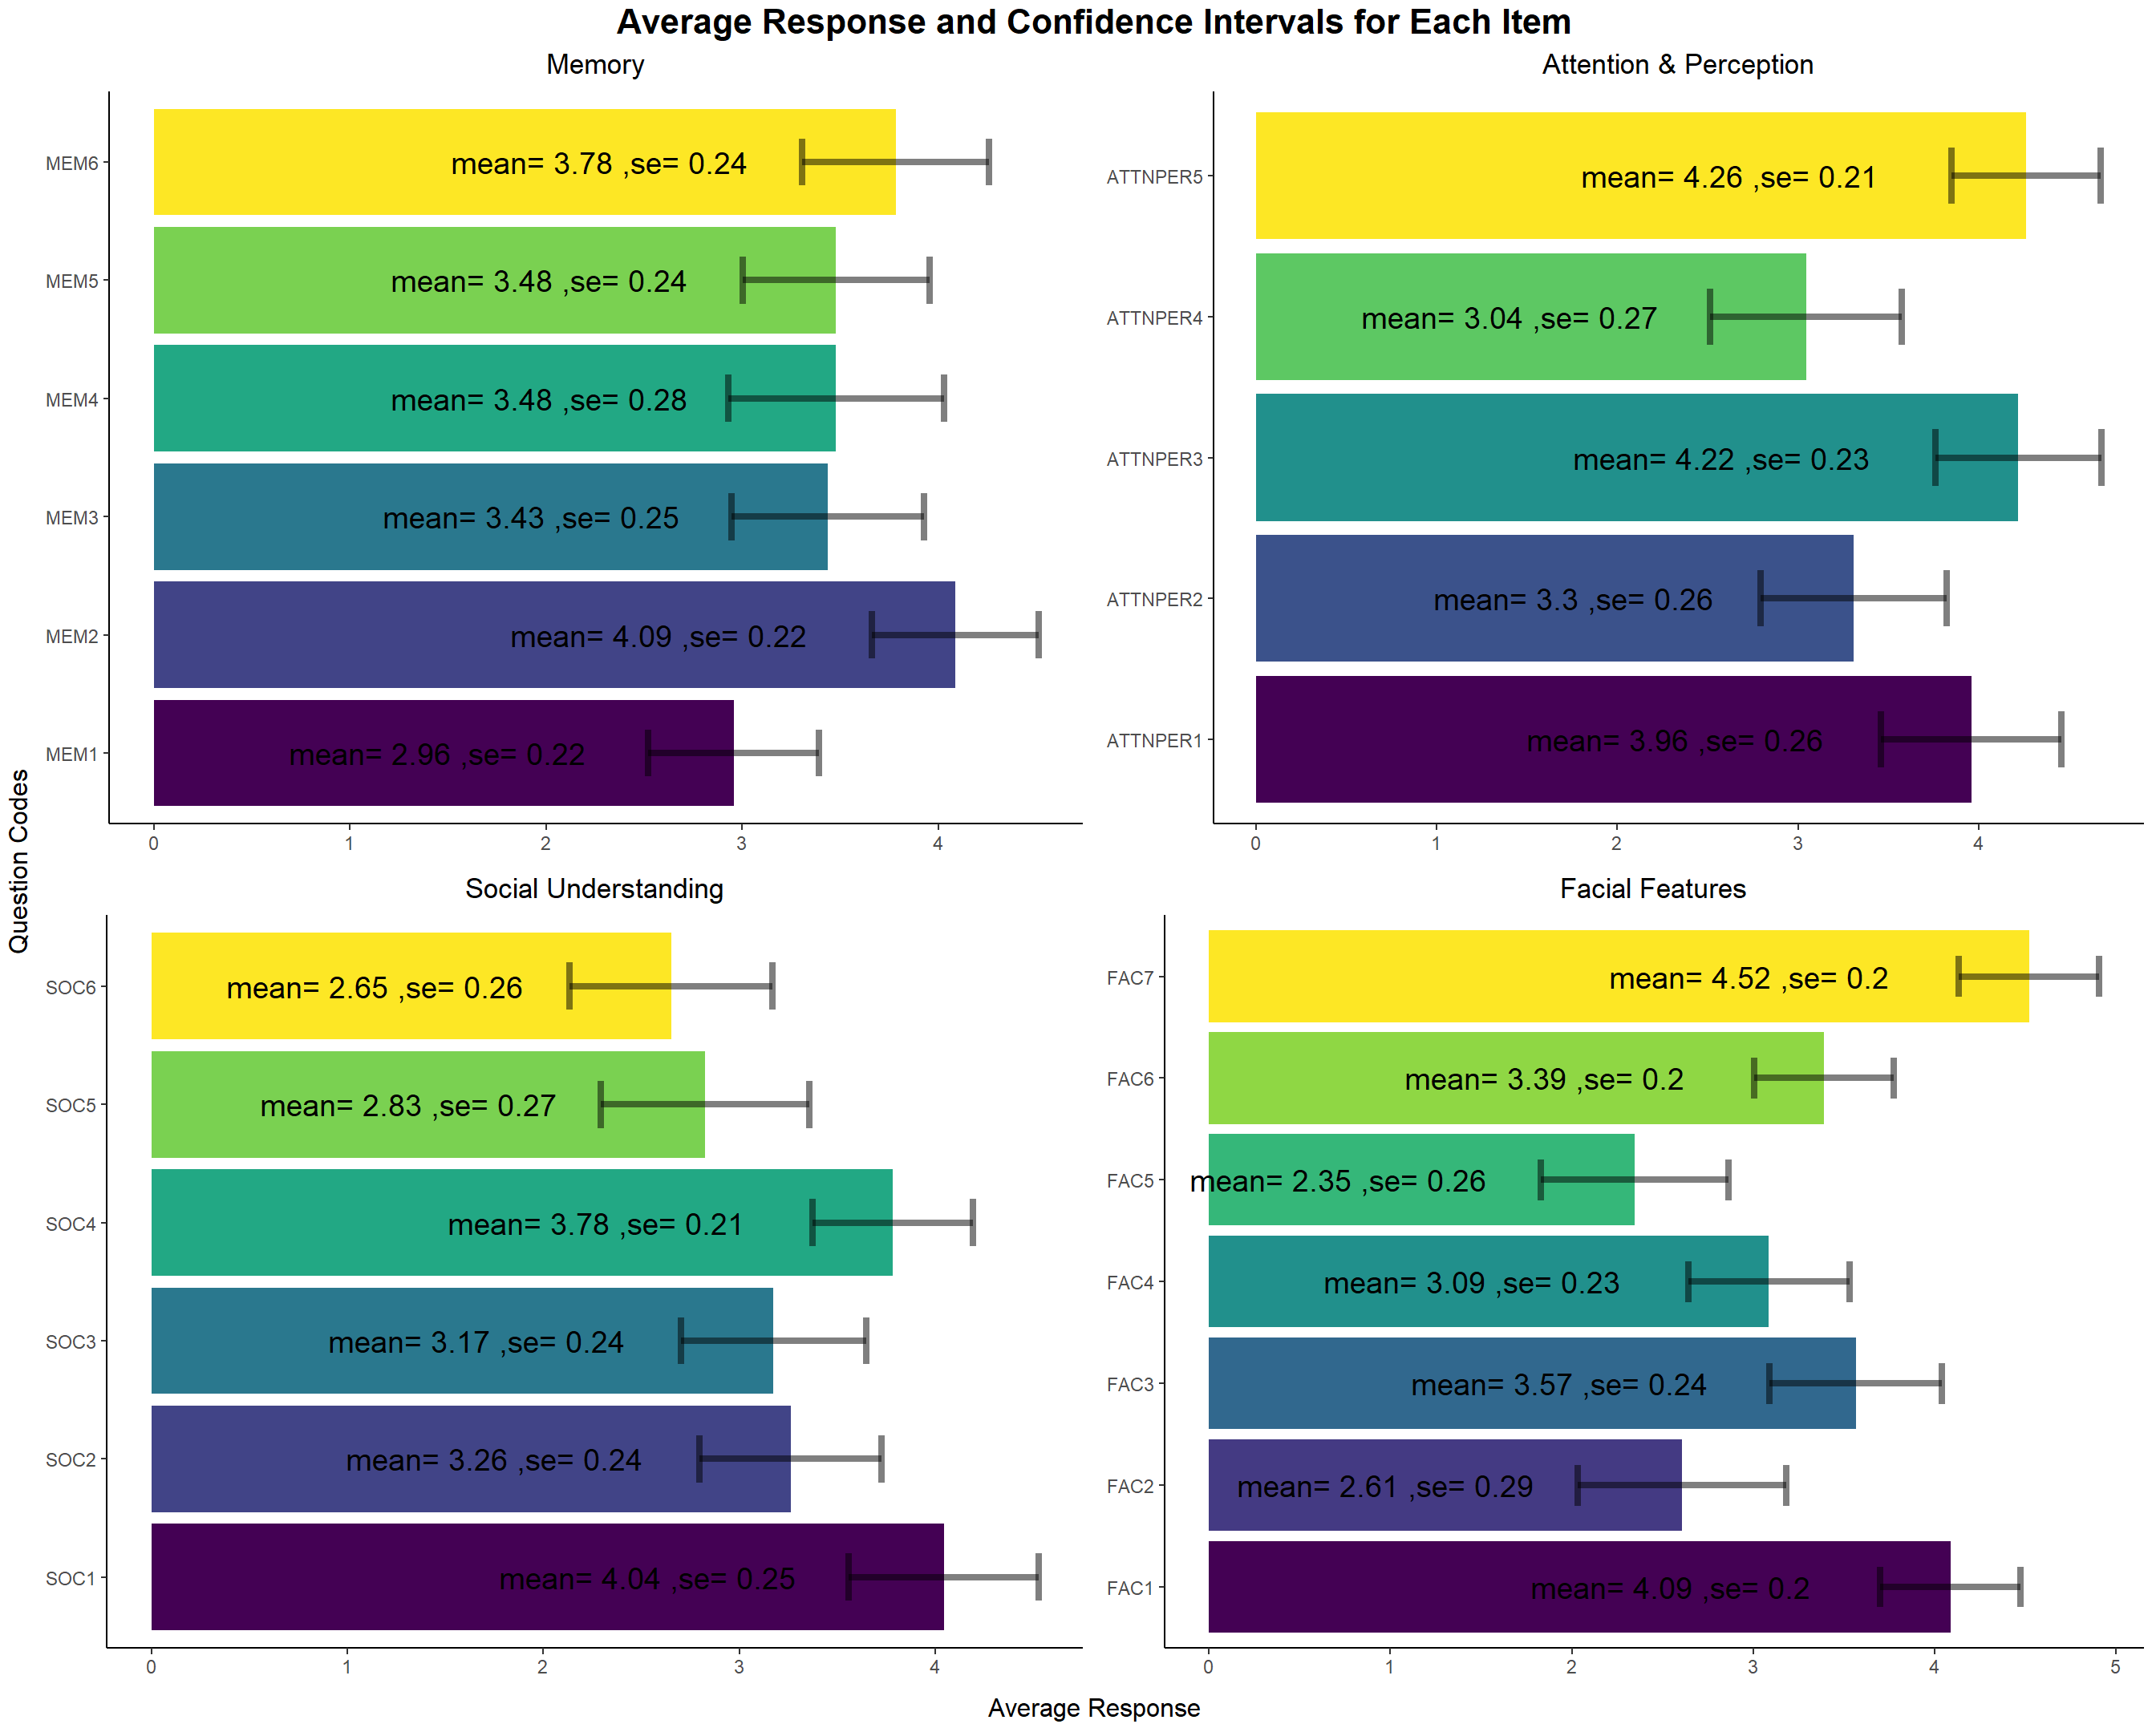 Average Response and Confidence Intervals for Each Item
Memory
MEM6
mean= 3.78 ,se= 0.24
MEM5
mean= 3.48 ,se= 0.24
MEM4
mean= 3.48 ,se= 0.28
MEM3
mean= 3.43 ,se= 0.25
MEM2
mean= 4.09 ,se= 0.22
MEM1
mean= 2.96 ,se= 0.22
0 1 2 3 4
Attention & Perception
ATTNPER5
mean= 4.26 ,se= 0.21
ATTNPER4
mean= 3.04 ,se= 0.27
ATTNPER3
mean= 4.22 ,se= 0.23
ATTNPER2
mean= 3.3 ,se= 0.26
ATTNPER1
mean= 3.96 ,se= 0.26
0 1 2 3 4
Question Codes
Social Understanding
SOC6
mean= 2.65 ,se= 0.26
SOC5
mean= 2.83 ,se= 0.27
SOC4
mean= 3.78 ,se= 0.21
SOC3
mean= 3.17 ,se= 0.24
SOC2
mean= 3.26 ,se= 0.24
SOC1
mean= 4.04 ,se= 0.25
0 1 2 3 4
Facial Features
FAC7
mean= 4.52 ,se= 0.2
FAC6
mean= 3.39 ,se= 0.2
FAC5
mean= 2.35 ,se= 0.26
FAC4
mean= 3.09 ,se= 0.23
FAC3
mean= 3.57 ,se= 0.24
FAC2
mean= 2.61 ,se= 0.29
FAC1
mean= 4.09 ,se= 0.2
0 1 2 3 4 5
Average Response